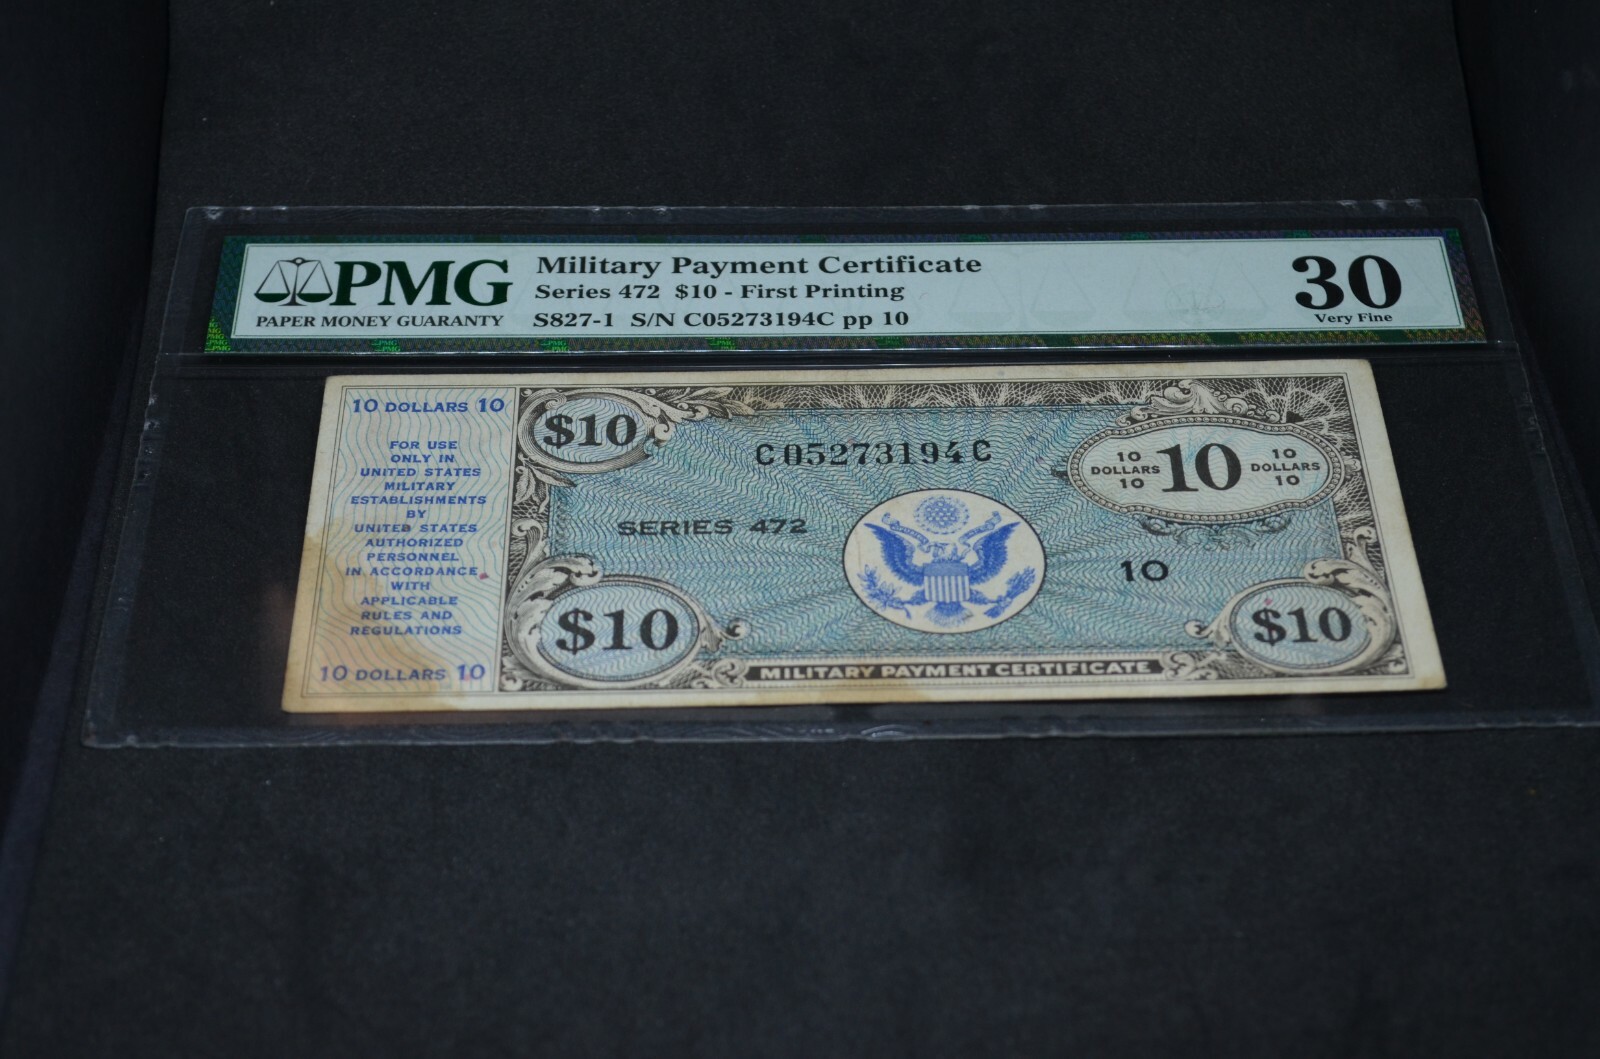 PMG
PAPER MONEY GUARANTY
Military Payment Certificate
Series 472 $10 - First Printing
S827-1 S/N C05273194C pp 10
30
Very Fine
10 DOLLARS 10
FOR USE
ONLY IN
UNITED STATES
MILITARY
ESTABLISHMENTS
BY
UNITED STATES
AUTHORIZED
PERSONNEL
IN ACCORDANCE
WITH
APPLICABLE
RULES AND
REGULATIONS
10 DOLLARS 10
$10
C05273194C
10
DOLLARS
10
10
10
DOLLARS
10
SERIES 472
10
$10
$10
MILITARY PAYMENT CERTIFICATE